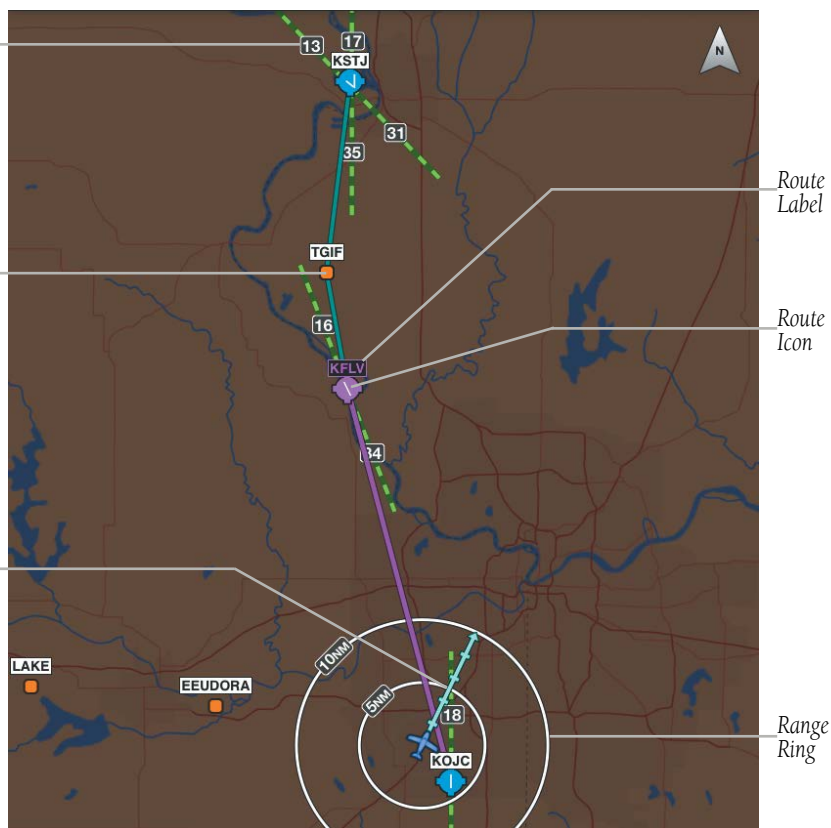 13
17
N
KSTJ
31
35
Route
Label
TGIF
16
Route
Icon
KFLV
34
10NM
LAKE
EEUDORA
5NM
18
Range
Ring
KOJC